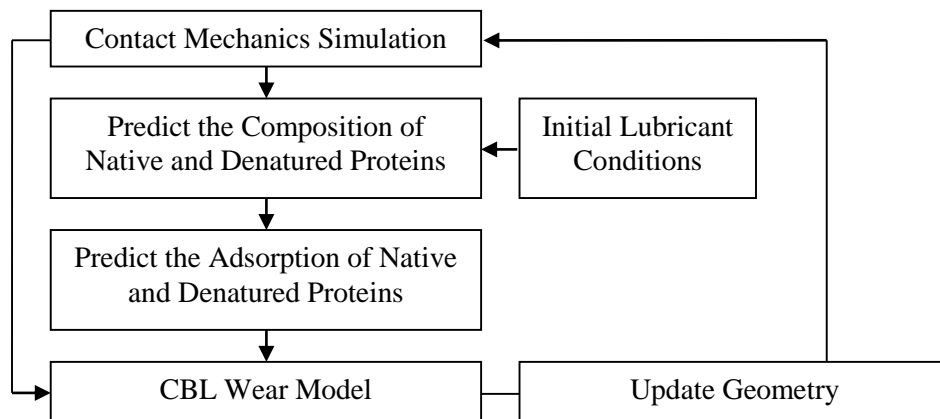 Contact Mechanics Simulation
Predict the Composition of
Native and Denatured Proteins
Initial Lubricant
Conditions
Predict the Adsorption of Native
and Denatured Proteins
CBL Wear Model
Update Geometry